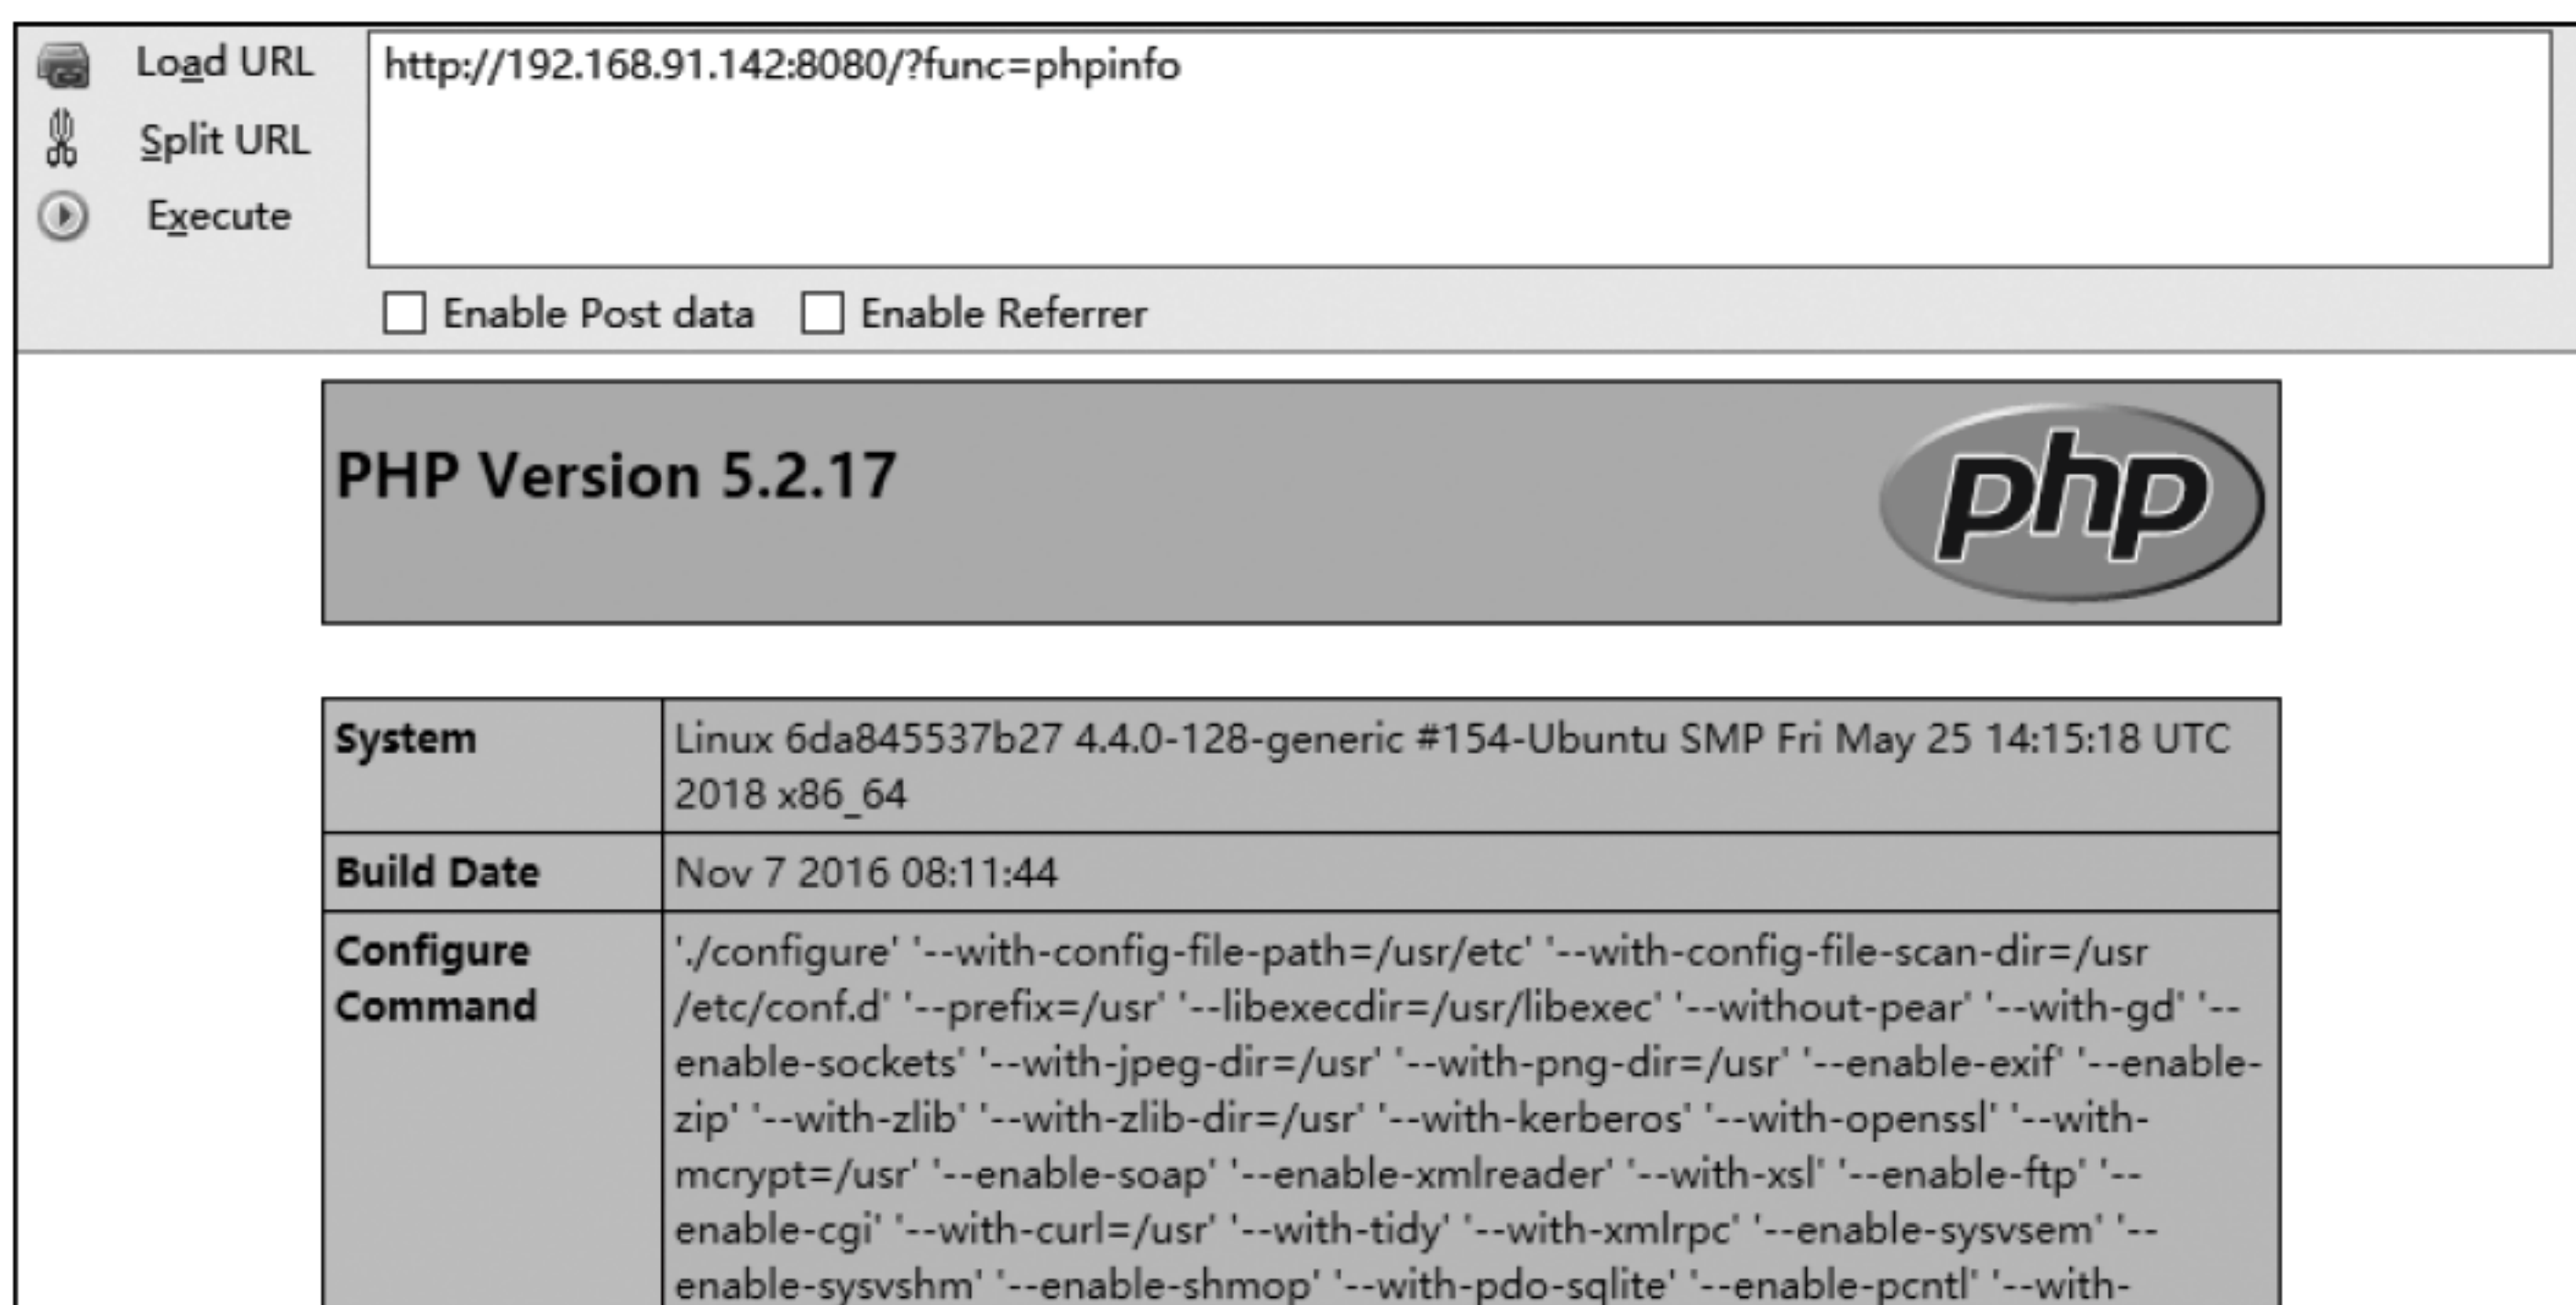 Load URL
http://192.168.91.142:8080/?func=phpinfo
Split URL
Execute
Enable Post data
Enable Referrer
PHP Version 5.2.17
php
System
Linux 6da845537b27 4.4.0-128-generic #154-Ubuntu SMP Fri May 25 14:15:18 UTC
2018 x86_64
Build Date
Nov 7 2016 08:11:44
Configure
Command
'./configure' '--with-config-file-path=/usr/etc' '--with-config-file-scan-dir=/usr
/etc/conf.d' '--prefix=/usr' '--libexecdir=/usr/libexec' '--without-pear' '--with-gd' '--
enable-sockets' '--with-jpeg-dir=/usr' '--with-png-dir=/usr' '--enable-exif' '--enable-
zip' '--with-zlib' '--with-zlib-dir=/usr' '--with-kerberos' '--with-openssl' '--with-
mcrypt=/usr' '--enable-soap' '--enable-xmlreader' '--with-xsl' '--enable-ftp' '--
enable-cgi' '--with-curl=/usr' '--with-tidy' '--with-xmlrpc' '--enable-sysvsem' '--
enable-sysvshm' '--enable-shmop' '--with-pdo-sqlite' '--enable-pcntl' '--with-